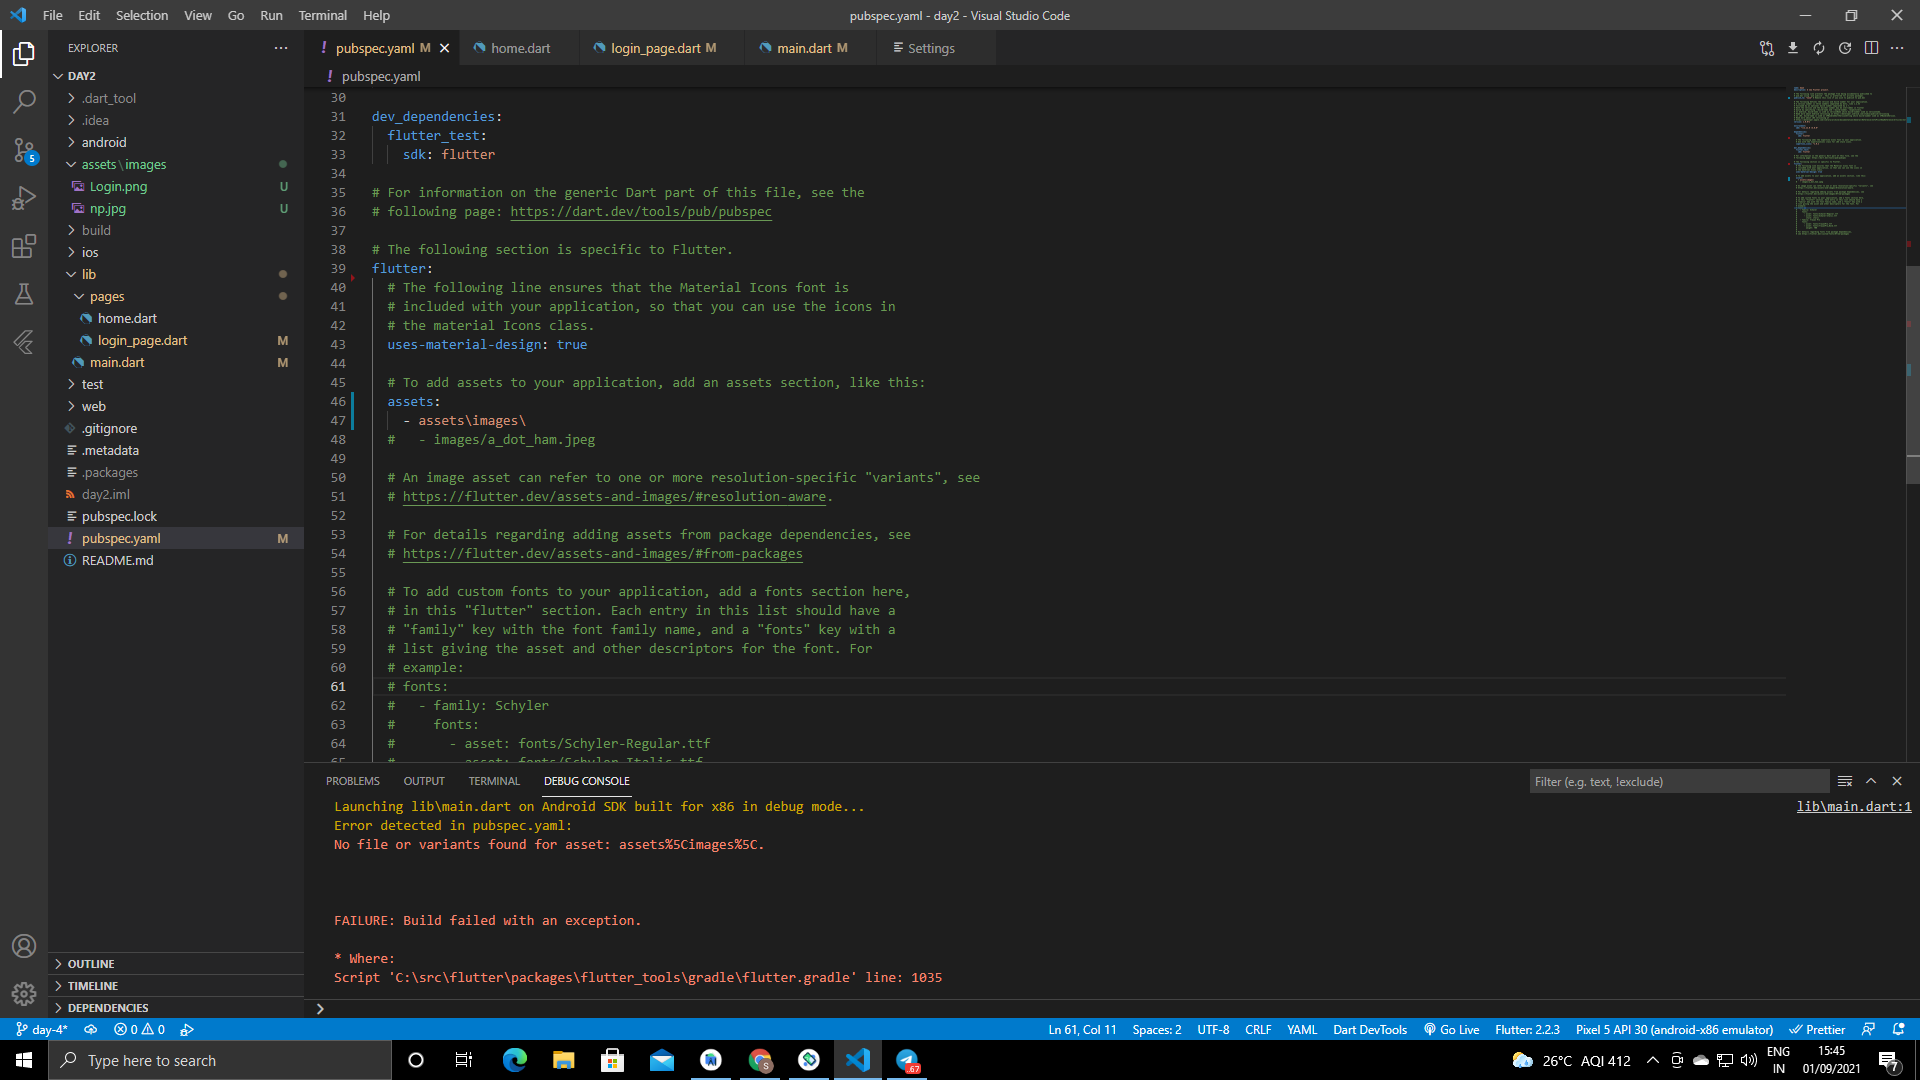 File Edit Selection View Go Run Terminal Help
pubspec.yaml - day2 - Visual Studio Code
EXPLORER
DAY2
.dart_tool
.idea
android
assets\images
Login.png U
np.jpg U
build
ios
lib
pages
home.dart
login_page.dart M
main.dart M
test
web
.gitignore
.metadata
.packages
day2.iml
pubspec.lock
pubspec.yaml M
README.md
OUTLINE
TIMELINE
DEPENDENCIES
5
pubspec.yaml M home.dart login_page.dart M main.dart M Settings
pubspec.yaml
30
31 dev_dependencies:
32 flutter_test:
33 sdk: flutter
34
35 # For information on the generic Dart part of this file, see the
36 # following page: https://dart.dev/tools/pub/pubspec
37
38 # The following section is specific to Flutter.
39 flutter:
40 # The following line ensures that the Material Icons font is
41 # included with your application, so that you can use the icons in
42 # the material Icons class.
43 uses-material-design: true
44
45 # To add assets to your application, add an assets section, like this:
46 assets:
47 - assets\images\
48 # - images/a_dot_ham.jpeg
49
50 # An image asset can refer to one or more resolution-specific "variants", see
51 # https://flutter.dev/assets-and-images/#resolution-aware.
52
53 # For details regarding adding assets from package dependencies, see
54 # https://flutter.dev/assets-and-images/#from-packages
55
56 # To add custom fonts to your application, add a fonts section here,
57 # in this "flutter" section. Each entry in this list should have a
58 # "family" key with the font family name, and a "fonts" key with a
59 # list giving the asset and other descriptors for the font. For
60 # example:
61 # fonts:
62 # - family: Schyler
63 # fonts:
64 # - asset: fonts/Schyler-Regular.ttf
65 # - asset: fonts/Schyler-Italic.ttf
PROBLEMS OUTPUT TERMINAL DEBUG CONSOLE
Filter (e.g. text, !exclude)
Launching lib\main.dart on Android SDK built for x86 in debug mode...
lib\main.dart:1
Error detected in pubspec.yaml:
No file or variants found for asset: assets%5Cimages%5C.
FAILURE: Build failed with an exception.
* Where:
Script 'C:\src\flutter\packages\flutter_tools\gradle\flutter.gradle' line: 1035
day-4* 0 0 Ln 61, Col 11 Spaces: 2 UTF-8 CRLF YAML Dart DevTools Go Live Flutter: 2.2.3 Pixel 5 API 30 (android-x86 emulator) Prettier
Type here to search
67
26°C AQI 412
ENG
IN
15:45
01/09/2021
7